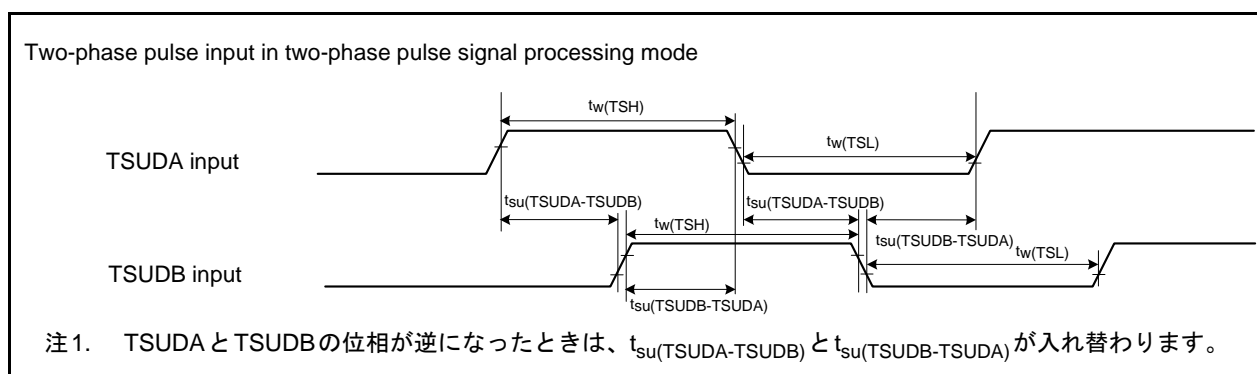 Two-phase pulse input in two-phase pulse signal processing mode
tw(TSH)
TSUDA input
tw(TSL)
tsu(TSUDA-TSUDB)
tsu(TSUDA-TSUDB)
tw(TSH)
tsu(TSUDB-TSUDA)
tw(TSL)
TSUDB input
tsu(TSUDB-TSUDA)
注1. TSUDAとTSUDBの位相が逆になったときは、tsu(TSUDA-TSUDB)とtsu(TSUDB-TSUDA)が入れ替わります。